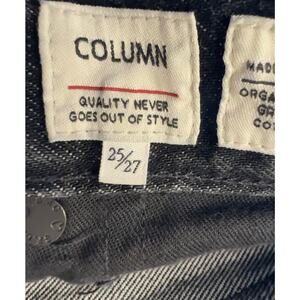 COLUMN
QUALITY NEVER
GOES OUT OF STYLE
25/27
MADE
ORGA
GR
CO